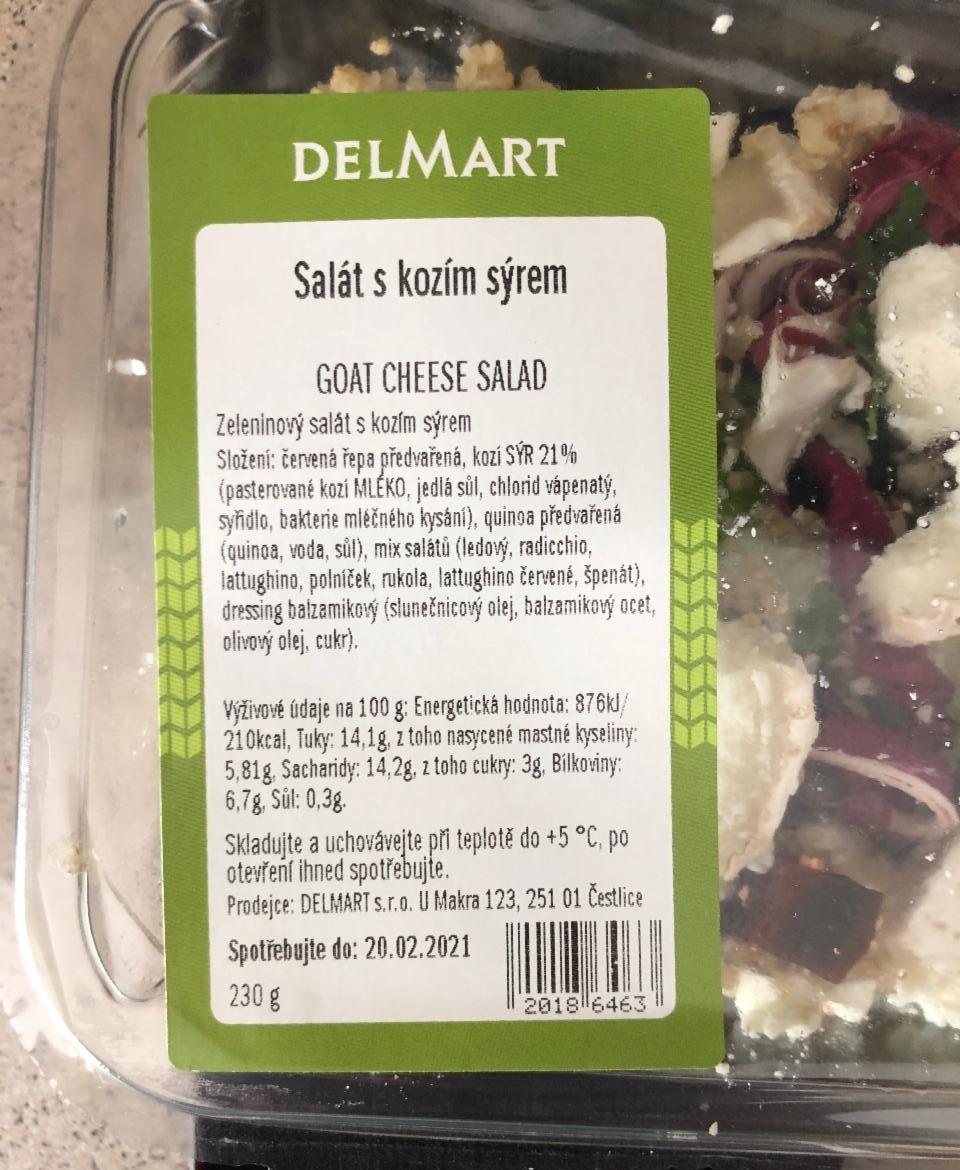 DELMART
Salát s kozím sýrem
GOAT CHEESE SALAD
Zeleninový salát s kozím sýrem
Složení: červená řepa předvařená, kozí SÝR 21%
(pasterované kozí MLÉKO, jedlá sůl, chlorid vápenatý,
syřidlo, bakterie mléčného kysání), quinoa předvařená
(quinoa, voda, sůl), mix salátů (ledový, radicchio,
lattughino, polníček, rukola, lattughino červené, špenát),
dressing balzamikový (slunečnicový olej, balzamikový ocet,
olivový olej, cukr).
Výživové údaje na 100 g: Energetická hodnota: 876kJ/
210kcal, Tuky: 14,1g, z toho nasycené mastné kyseliny:
5,81g, Sacharidy: 14,2g, z toho cukry: 3g, Bílkoviny:
6,7g, Sůl: 0,3g.
Skladujte a uchovávejte při teplotě do +5 °C, po
otevření ihned spotřebujte.
Prodejce: DELMART s.r.o. U Makra 123, 251 01 Čestlice
Spotřebujte do: 20.02.2021
230 g
2018 6463